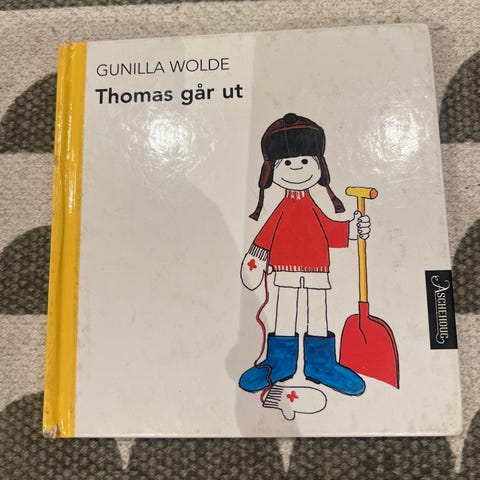 GUNILLA WOLDE
Thomas går ut
ASCHEHOUG